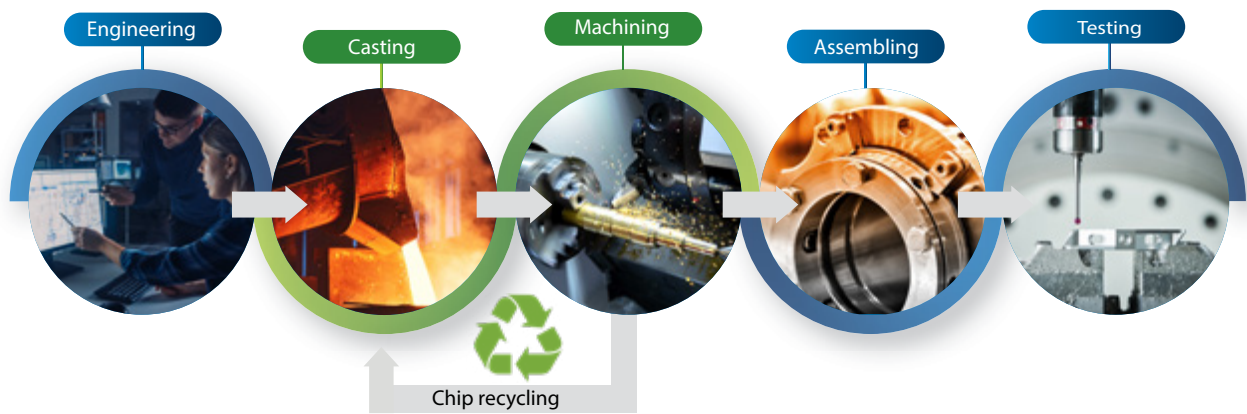 Engineering
Casting
Machining
Assembling
Testing
Chip recycling